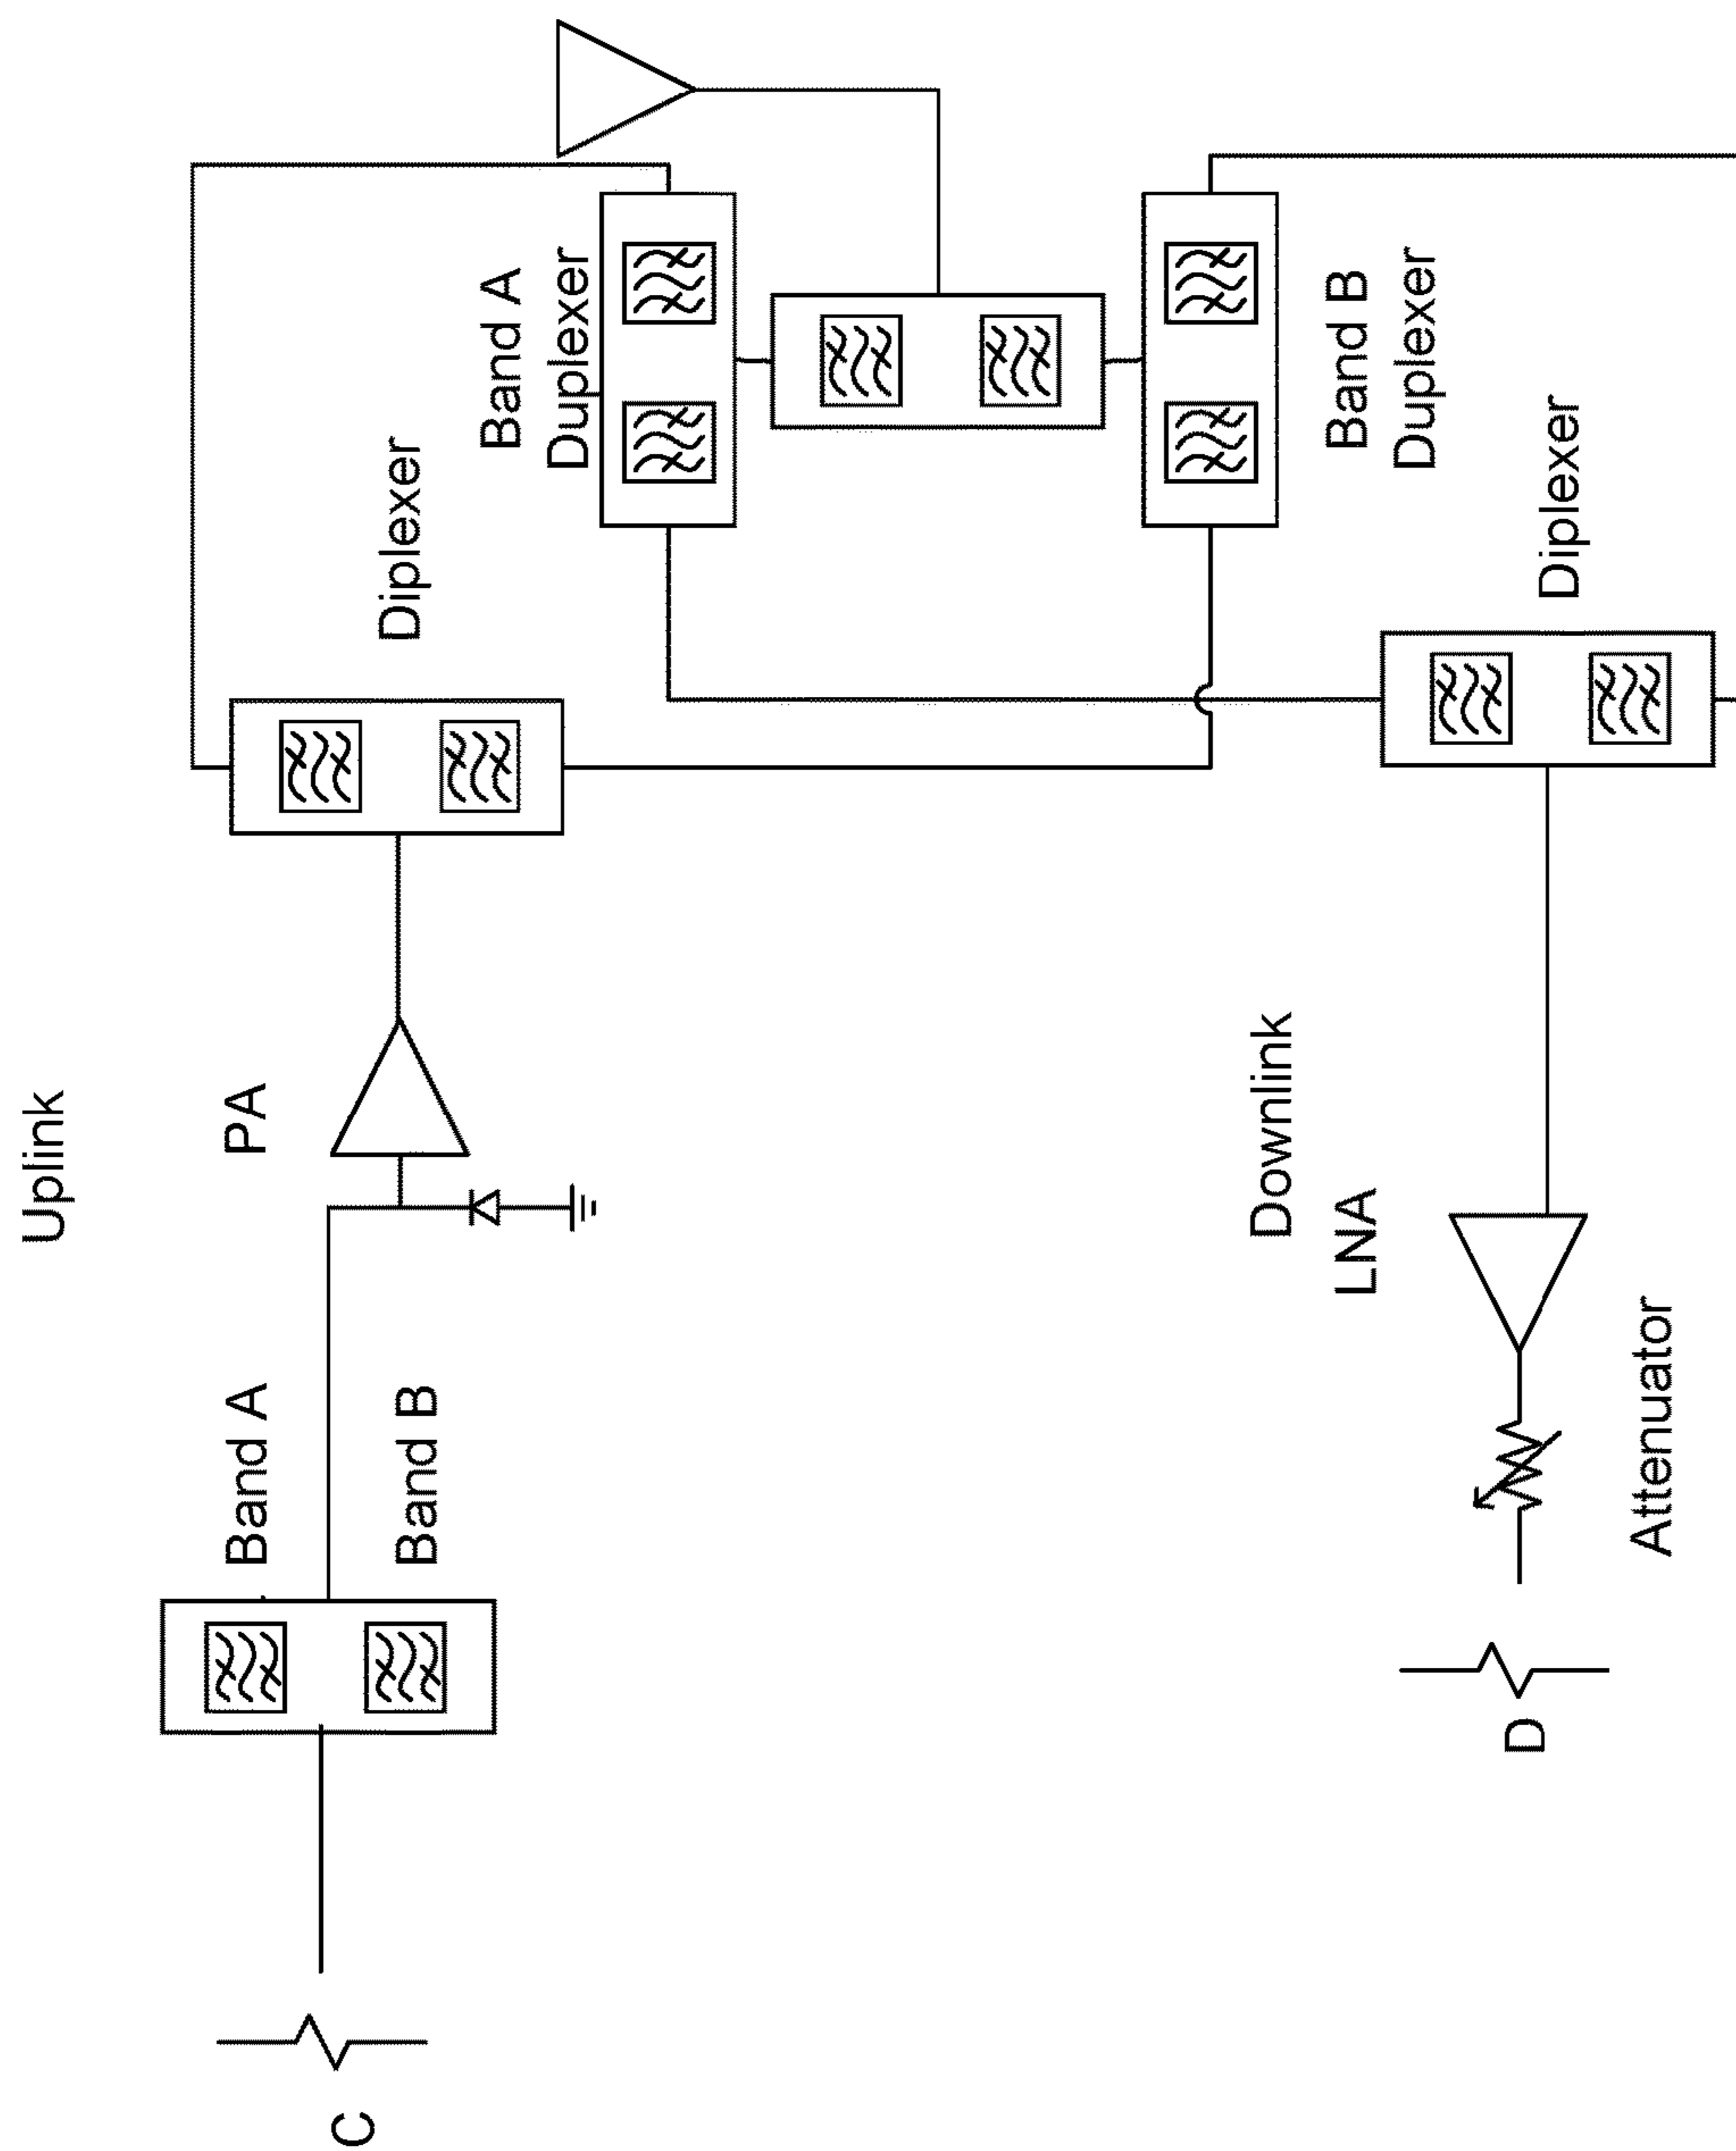 Uplink
PA
Diplexer
Band A
Band B
Band A
Duplexer
C
Downlink
LNA
Band B
Duplexer
Diplexer
D
Attenuator